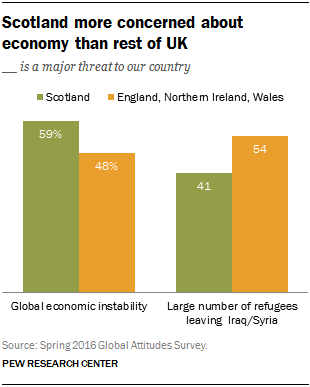 Scotland more concerned about
economy than rest of UK
__ is a major threat to our country
Scotland England, Northern Ireland, Wales
59%
48%
41
54
Global economic instability
Large number of refugees
leaving Iraq/Syria
Source: Spring 2016 Global Attitudes Survey.
PEW RESEARCH CENTER